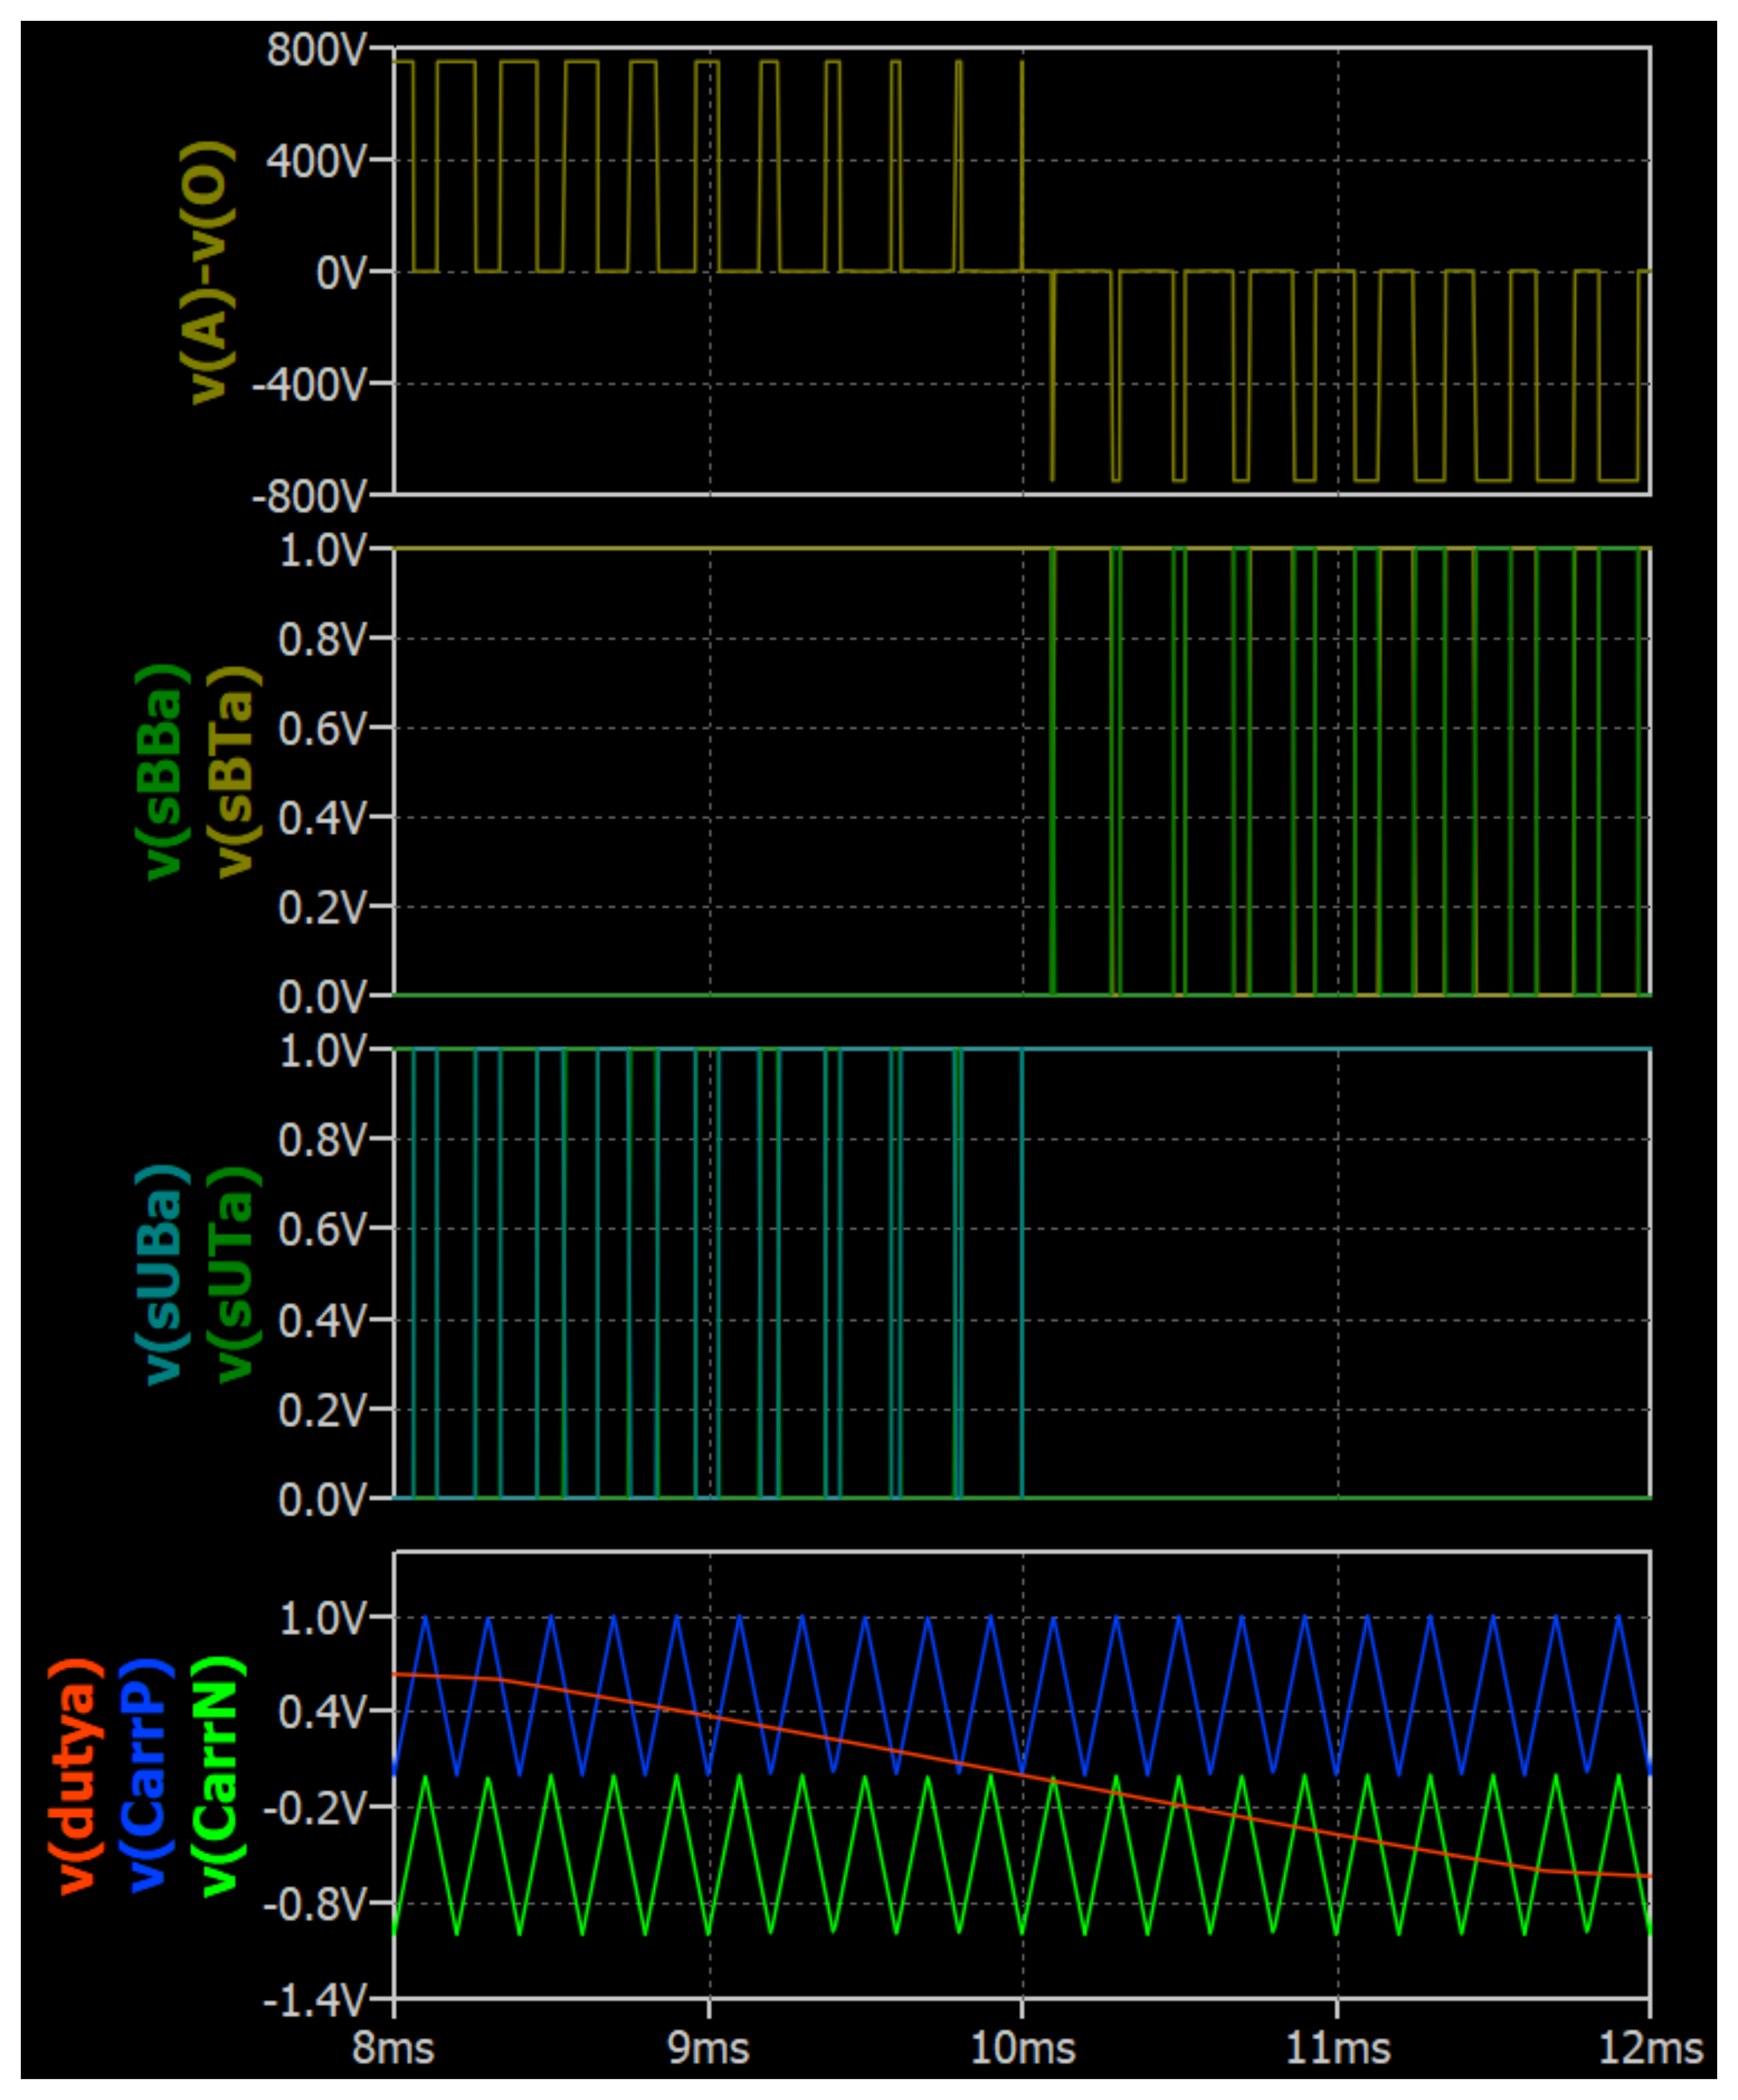 v(A)-v(O)
800V
400V
0V
-400V
-800V
v(sBBa)
v(sBTa)
1.0V
0.8V
0.6V
0.4V
0.2V
0.0V
v(sUBa)
v(sUTa)
1.0V
0.8V
0.6V
0.4V
0.2V
0.0V
v(dutya)
v(CarrP)
v(CarrN)
1.0V
0.4V
-0.2V
-0.8V
-1.4V
8ms 9ms 10ms 11ms 12ms